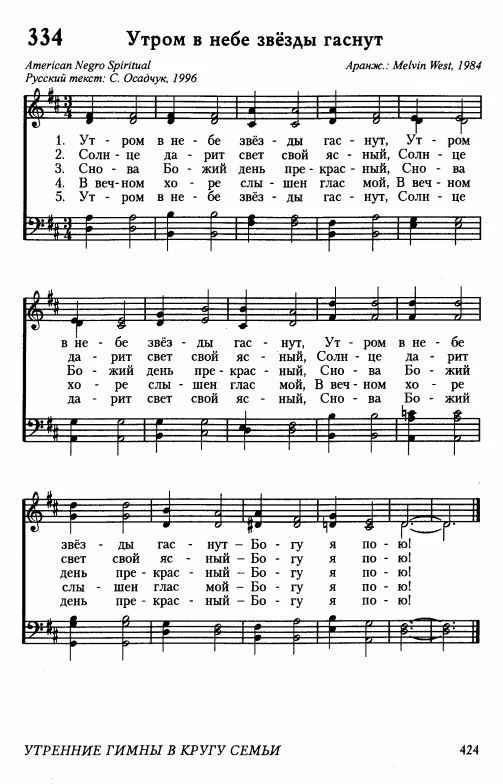 334 Утром в небе звёзды гаснут
American Negro Spiritual Аранж.: Melvin West, 1984
Русский текст: С. Осадчук, 1996
1. Ут - ром в не - бе звёз - ды гас - нут, Ут - ром
2. Солн - це да - рит свет свой яс - ный, Солн - це
3. Сно - ва Бо - жий день пре - крас - ный, Сно - ва
4. В веч - ном хо - ре слы - шен глас мой, В веч - ном
5. Ут - ром в не - бе звёз - ды гас - нут, Солн - це
в не - бе звёз - ды гас - нут, Ут - ром в не - бе
да - рит свет свой яс - ный, Солн - це да - рит
Бо - жий день пре - крас - ный, Сно - ва Бо - жий
хо - ре слы - шен глас мой, В веч - ном хо - ре
да - рит свет свой яс - ный, Сно - ва Бо - жий
звёз - ды гас - нут – Бо - гу я по - ю!
свет свой яс - ный – Бо - гу я по - ю!
день пре - крас - ный – Бо - гу я по - ю!
слы - шен глас мой – Бо - гу я по - ю!
день пре - крас - ный – Бо - гу я по - ю!
УТРЕННИЕ ГИМНЫ В КРУГУ СЕМЬИ 424